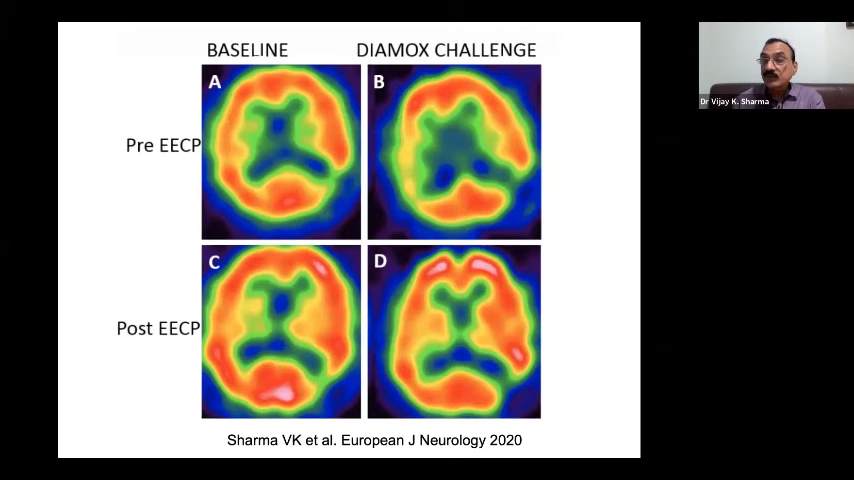 BASELINE
DIAMOX CHALLENGE
A
B
Pre EECP
C
D
Post EECP
Sharma VK et al. European J Neurology 2020
Dr Vijay K. Sharma